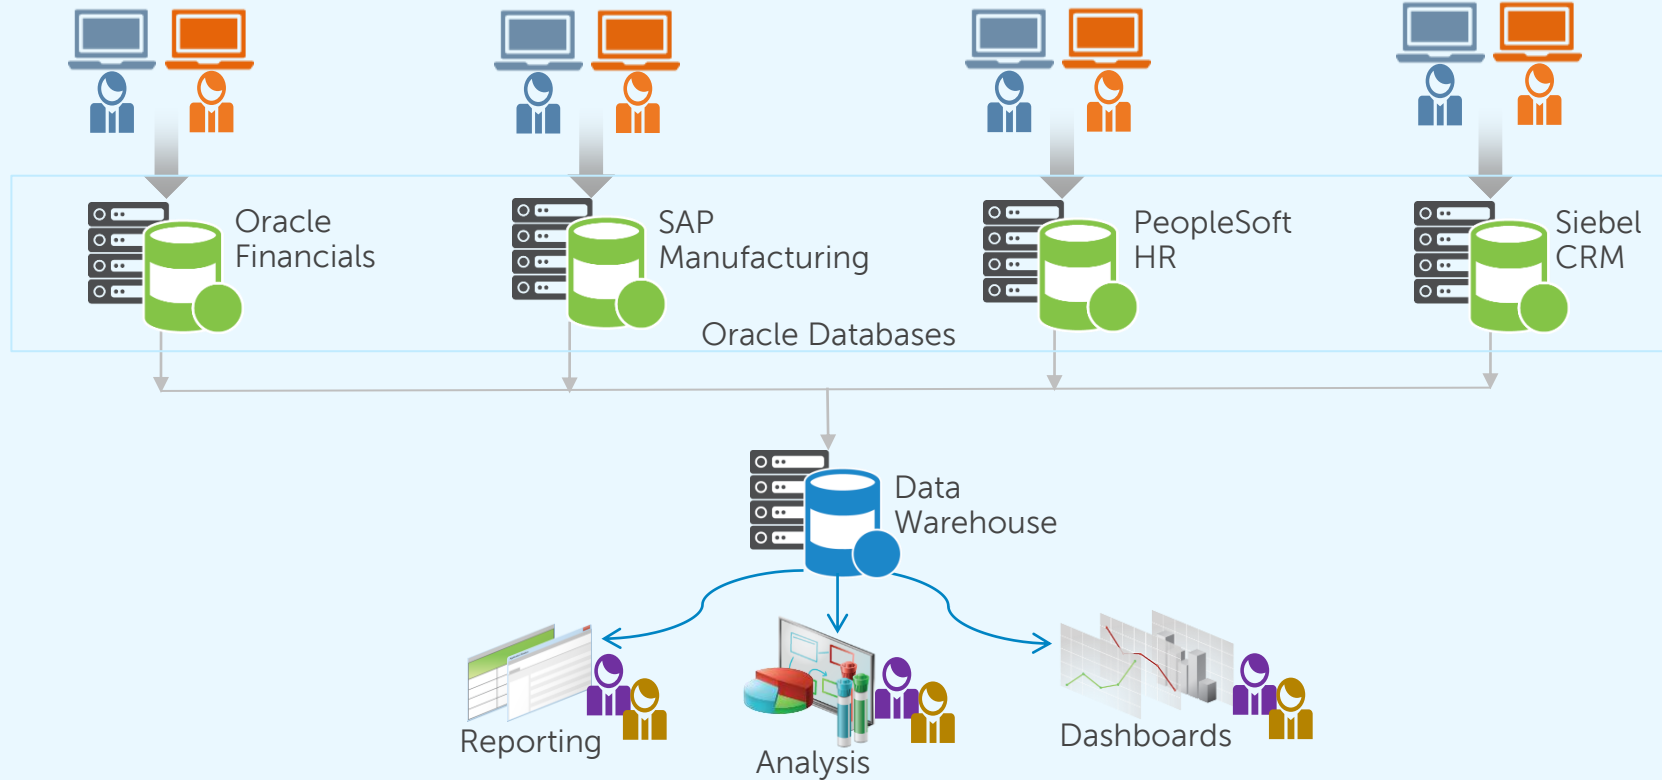 Oracle
Financials
SAP
Manufacturing
PeopleSoft
HR
Siebel
CRM
Oracle Databases
Data
Warehouse
Reporting
Analysis
Dashboards